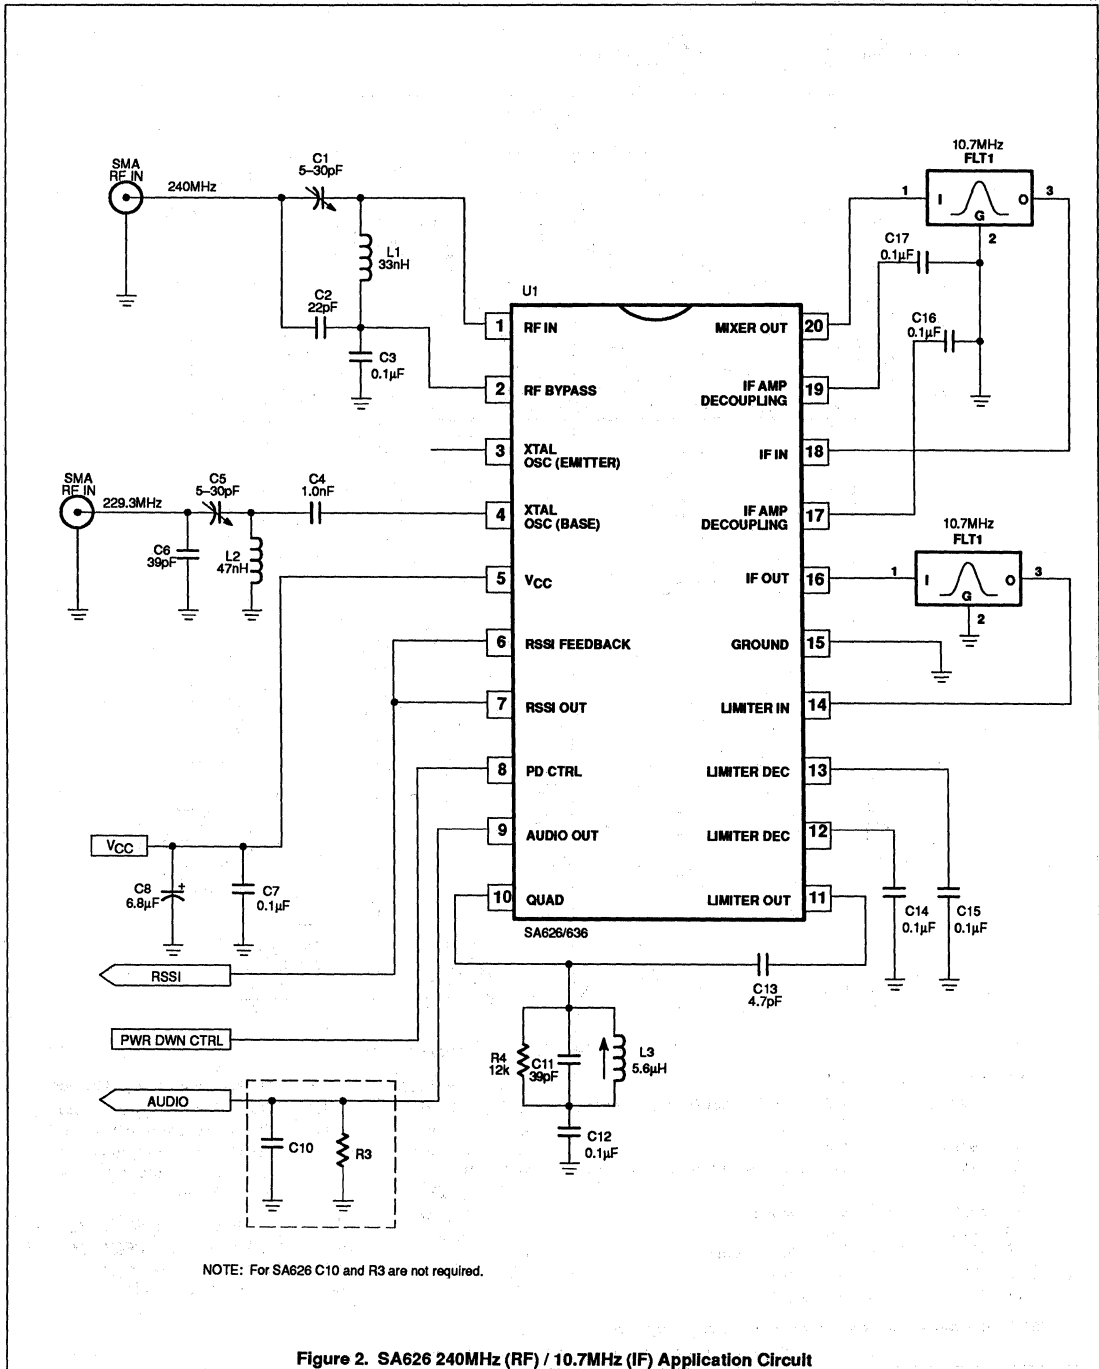 SMA
RF IN
240MHz
C1
5–30pF
L1
33nH
C2
22pF
C3
0.1µF
10.7MHz
FLT1
1
I
G
O
3
2
C17
0.1µF
C16
0.1µF
U1
1
RF IN
MIXER OUT
20
2
RF BYPASS
IF AMP
DECOUPLING
19
3
XTAL
OSC (EMITTER)
IF IN
18
SMA
RF IN
229.3MHz
C5
5–30pF
C4
1.0nF
C6
39pF
L2
47nH
4
XTAL
OSC (BASE)
IF AMP
DECOUPLING
17
10.7MHz
FLT1
1
I
G
O
3
2
5
VCC
IF OUT
16
6
RSSI FEEDBACK
GROUND
15
7
RSSI OUT
LIMITER IN
14
8
PD CTRL
LIMITER DEC
13
9
AUDIO OUT
LIMITER DEC
12
10
QUAD
LIMITER OUT
11
SA626/636
VCC
C8
+
6.8µF
C7
0.1µF
C14
0.1µF
C15
0.1µF
RSSI
C13
4.7pF
PWR DWN CTRL
R4
12k
C11
39pF
L3
5.6µH
AUDIO
C10
R3
C12
0.1µF
NOTE: For SA626 C10 and R3 are not required.
Figure 2. SA626 240MHz (RF) / 10.7MHz (IF) Application Circuit